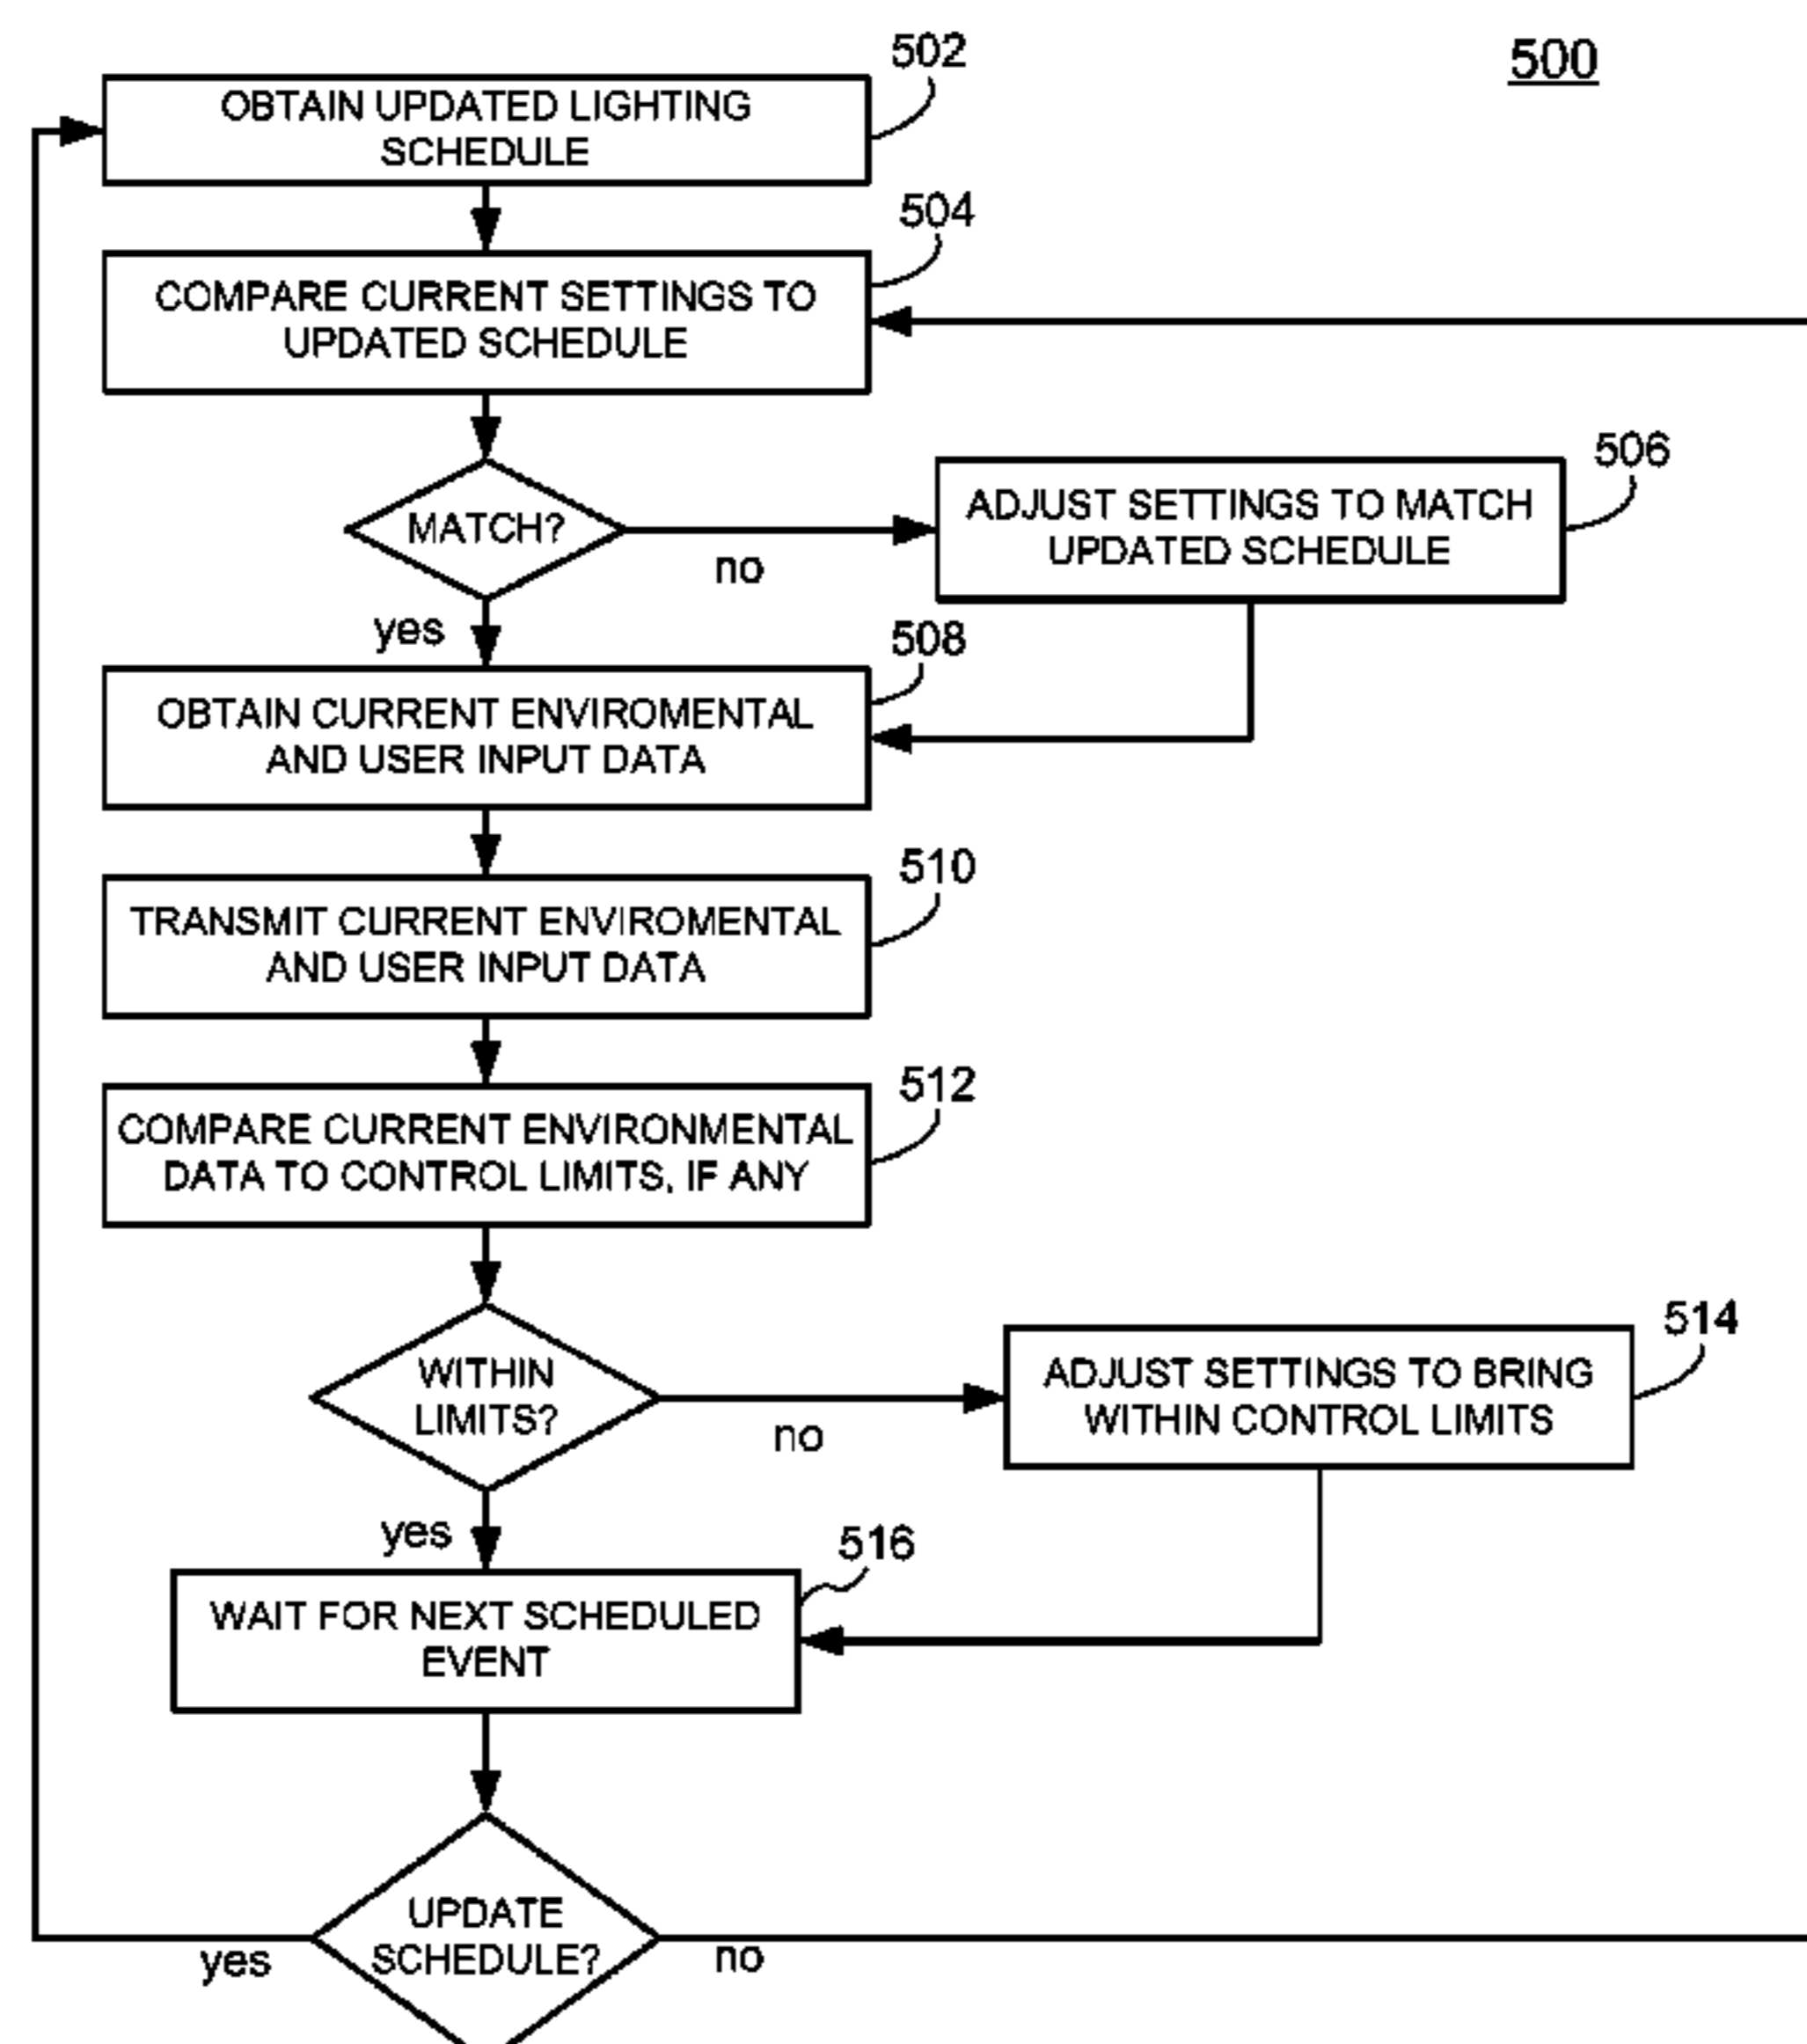 500
502
OBTAIN UPDATED LIGHTING
SCHEDULE
504
COMPARE CURRENT SETTINGS TO
UPDATED SCHEDULE
MATCH?
no
506
ADJUST SETTINGS TO MATCH
UPDATED SCHEDULE
yes
508
OBTAIN CURRENT ENVIROMENTAL
AND USER INPUT DATA
510
TRANSMIT CURRENT ENVIROMENTAL
AND USER INPUT DATA
512
COMPARE CURRENT ENVIRONMENTAL
DATA TO CONTROL LIMITS, IF ANY
WITHIN
LIMITS?
no
514
ADJUST SETTINGS TO BRING
WITHIN CONTROL LIMITS
yes
516
WAIT FOR NEXT SCHEDULED
EVENT
UPDATE
SCHEDULE?
yes
no